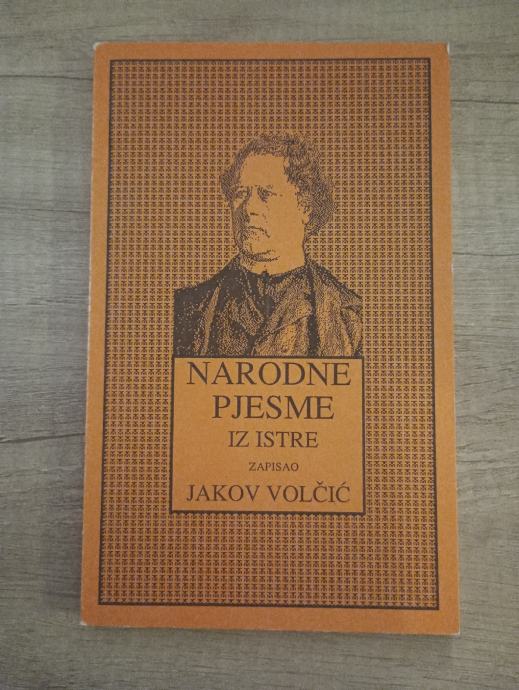 NARODNE
PJESME
IZ ISTRE
ZAPISAO
JAKOV VOLČIĆ